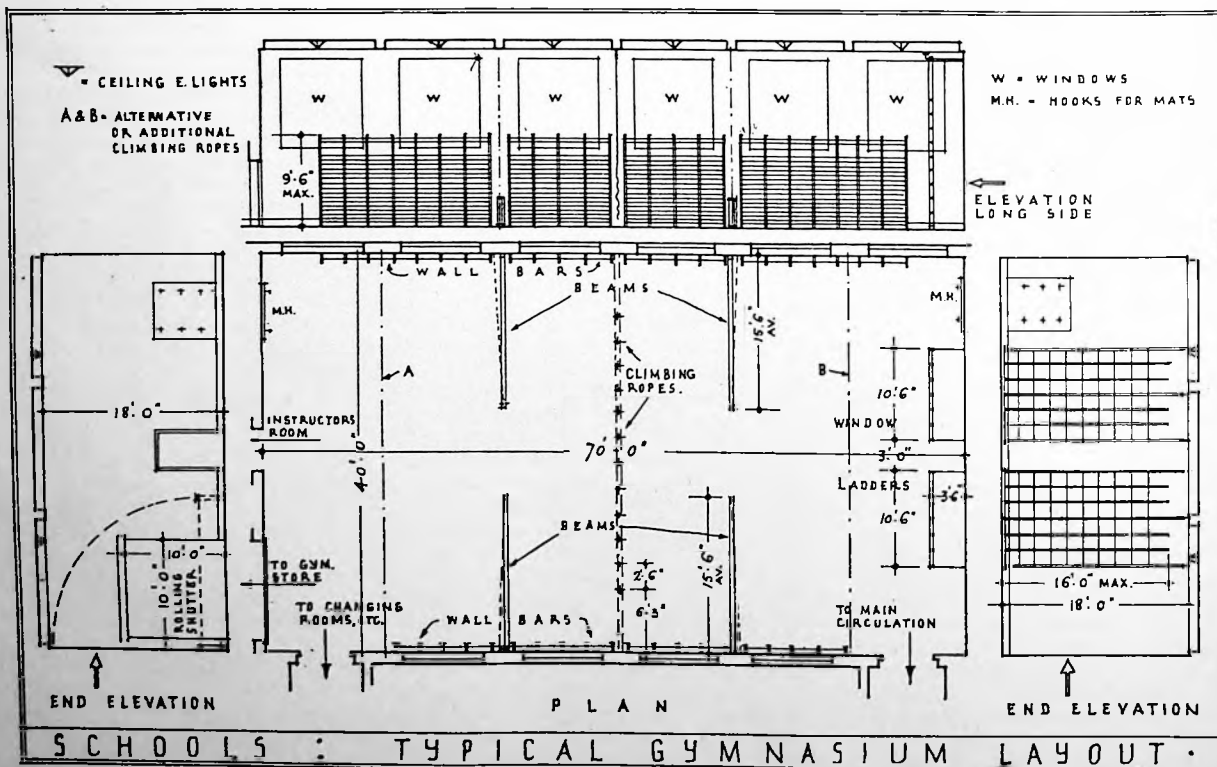 = CEILING E. LIGHTS
A & B = ALTERNATIVE
OR ADDITIONAL
CLIMBING ROPES
W = WINDOWS
M.H. = HOOKS FOR MATS
W W W W W W
9'·6"
MAX.
ELEVATION
LONG SIDE
WALL BARS
BEAMS
M.H.
M.H.
15'·6"
AV.
A
B
CLIMBING
ROPES.
10'·6"
18'·0"
INSTRUCTORS
ROOM
WINDOW
40'·0"
70'·0"
3'·0"
LADDERS
3'6"
10'·6"
BEAMS
15'·6"
AV.
10'·0"
10'·0"
ROLLING
SHUTTER
TO GYM.
STORE
2'·6"
6'·3"
16'·0" MAX.
18'·0"
TO CHANGING
ROOMS, ETC.
WALL BARS
TO MAIN
CIRCULATION
END ELEVATION
PLAN
END ELEVATION
SCHOOLS : TYPICAL GYMNASIUM LAYOUT.